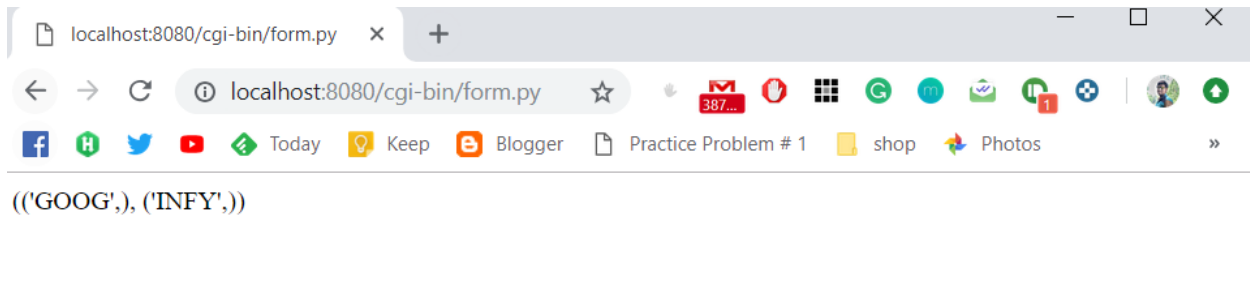 localhost:8080/cgi-bin/form.py
localhost:8080/cgi-bin/form.py
387...
G
m
1
f
Today
Keep
Blogger
Practice Problem # 1
shop
Photos
»
(('GOOG',), ('INFY',))